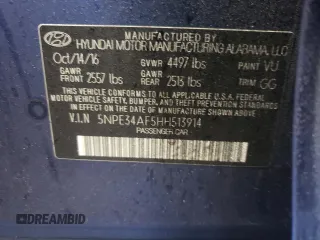 MANUFACTURED BY
HYUNDAI MOTOR MANUFACTURING ALABAMA, LLC
Oct/14/16 GVWR 4497 lbs PAINT VU
GAWR FRONT 2557 lbs GAWR REAR 2513 lbs TRIM GG
THIS VEHICLE CONFORMS TO ALL APPLICABLE
U.S.A. FEDERAL MOTOR VEHICLE SAFETY, BUMPER,
AND THEFT PREVENTION STANDARDS IN EFFECT ON
THE DATE OF MANUFACTURE SHOWN ABOVE.
V.I.N 5NPE34AF5HH513914
PASSENGER CAR
DREAMBID